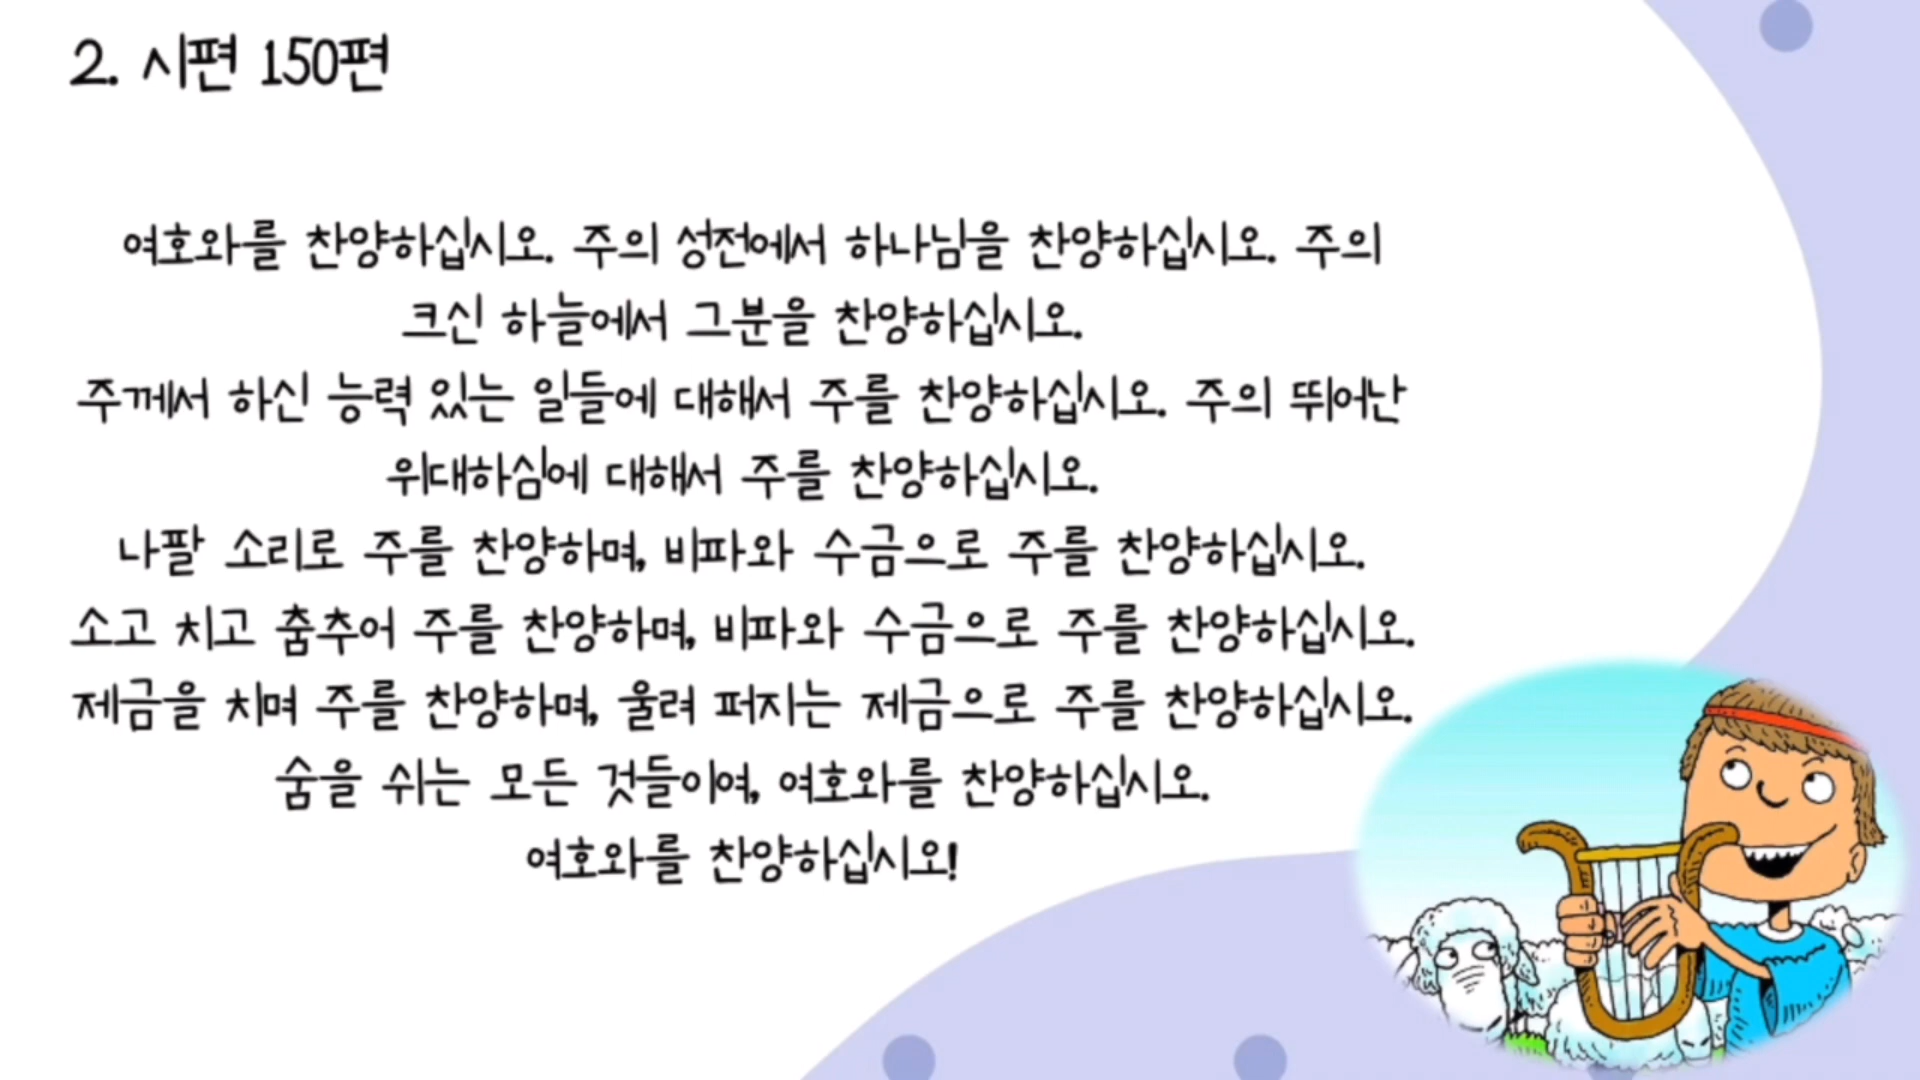 2. 시편 150편
여호와를 찬양하십시오. 주의 성전에서 하나님을 찬양하십시오. 주의
크신 하늘에서 그분을 찬양하십시오.
주께서 하신 능력 있는 일들에 대해서 주를 찬양하십시오. 주의 뛰어난
위대하심에 대해서 주를 찬양하십시오.
나팔 소리로 주를 찬양하며, 비파와 수금으로 주를 찬양하십시오.
소고 치고 춤추어 주를 찬양하며, 비파와 수금으로 주를 찬양하십시오.
제금을 치며 주를 찬양하며, 울려 퍼지는 제금으로 주를 찬양하십시오.
숨을 쉬는 모든 것들이여, 여호와를 찬양하십시오.
여호와를 찬양하십시오!